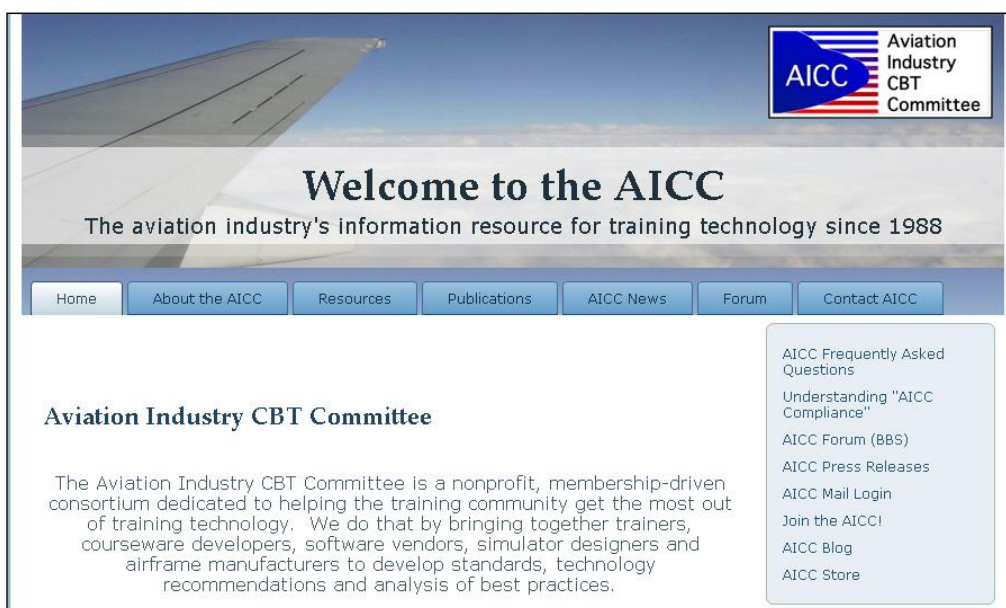 AICC
Aviation
Industry
CBT
Committee
Welcome to the AICC
The aviation industry's information resource for training technology since 1988
Home
About the AICC
Resources
Publications
AICC News
Forum
Contact AICC
Aviation Industry CBT Committee
The Aviation Industry CBT Committee is a nonprofit, membership-driven
consortium dedicated to helping the training community get the most out
of training technology.  We do that by bringing together trainers,
courseware developers, software vendors, simulator designers and
airframe manufacturers to develop standards, technology
recommendations and analysis of best practices.
AICC Frequently Asked
Questions
Understanding "AICC
Compliance"
AICC Forum (BBS)
AICC Press Releases
AICC Mail Login
Join the AICC!
AICC Blog
AICC Store